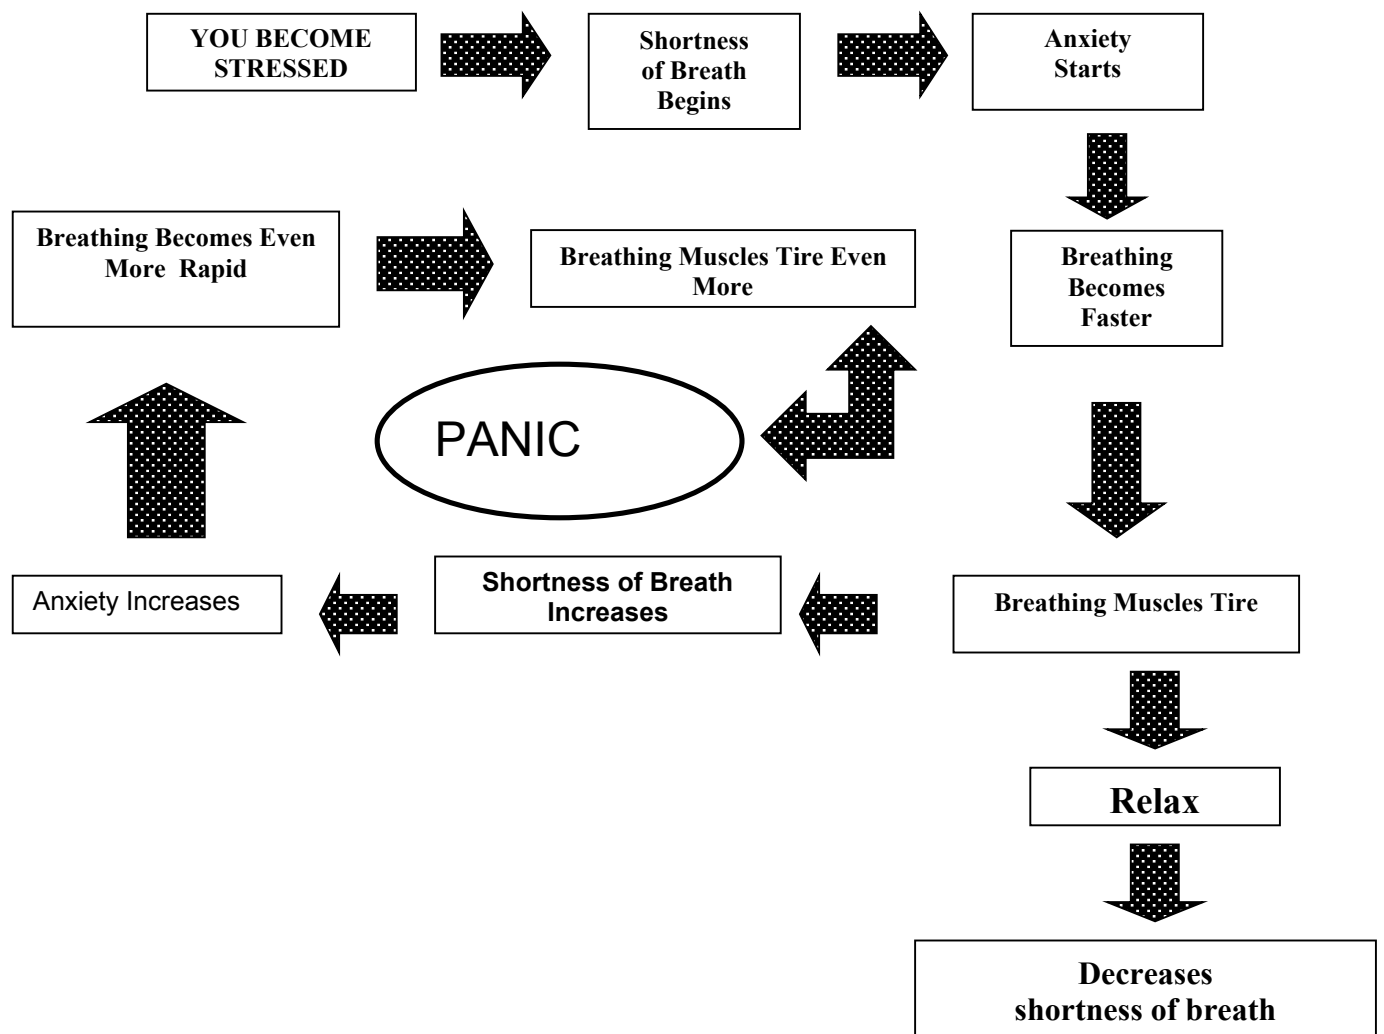 YOU BECOME
STRESSED
Shortness
of Breath
Begins
Anxiety
Starts
Breathing
Becomes
Faster
Breathing Becomes Even
More Rapid
Breathing Muscles Tire Even
More
PANIC
Breathing Muscles Tire
Shortness of Breath
Increases
Anxiety Increases
Relax
Decreases
shortness of breath